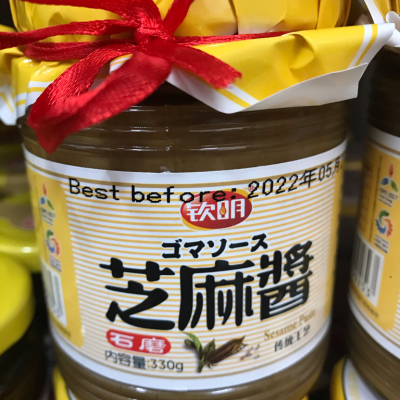 Best before: 2022年05月
钦明
ゴマソース
芝麻醬
石磨
Sesame Paste
内容量:330g
传统工艺